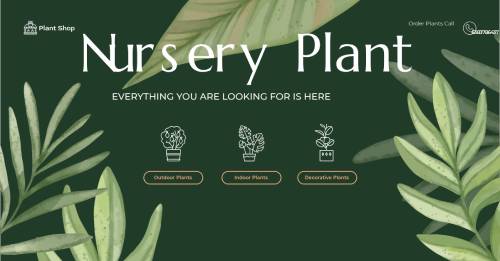 Plant Shop
Order Plants Call
Nursery Plant
EVERYTHING YOU ARE LOOKING FOR IS HERE
Outdoor Plants
Indoor Plants
Decorative Plants